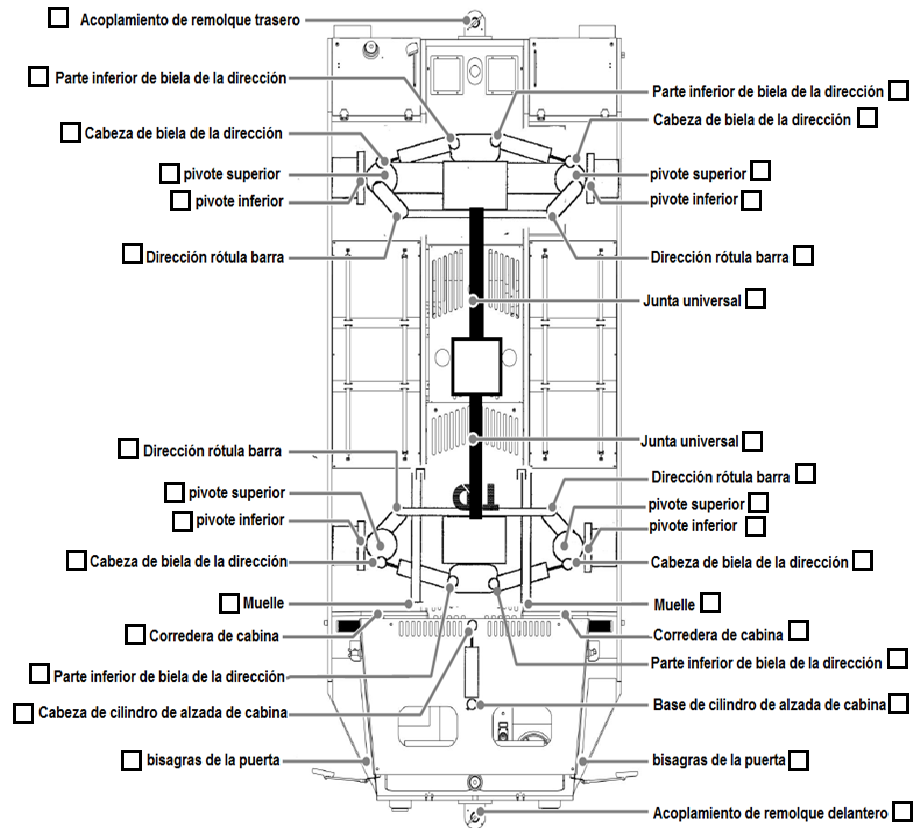 Acoplamiento de remolque trasero
Parte inferior de biela de la dirección
Parte inferior de biela de la dirección
Cabeza de biela de la dirección
Cabeza de biela de la dirección
pivote superior
pivote superior
pivote inferior
pivote inferior
Dirección rótula barra
Dirección rótula barra
Junta universal
Junta universal
Dirección rótula barra
Dirección rótula barra
pivote superior
pivote superior
pivote inferior
pivote inferior
Cabeza de biela de la dirección
Cabeza de biela de la dirección
Muelle
Muelle
Corredera de cabina
Corredera de cabina
Parte inferior de biela de la dirección
Parte inferior de biela de la dirección
Cabeza de cilindro de alzada de cabina
Base de cilindro de alzada de cabina
bisagras de la puerta
bisagras de la puerta
Acoplamiento de remolque delantero